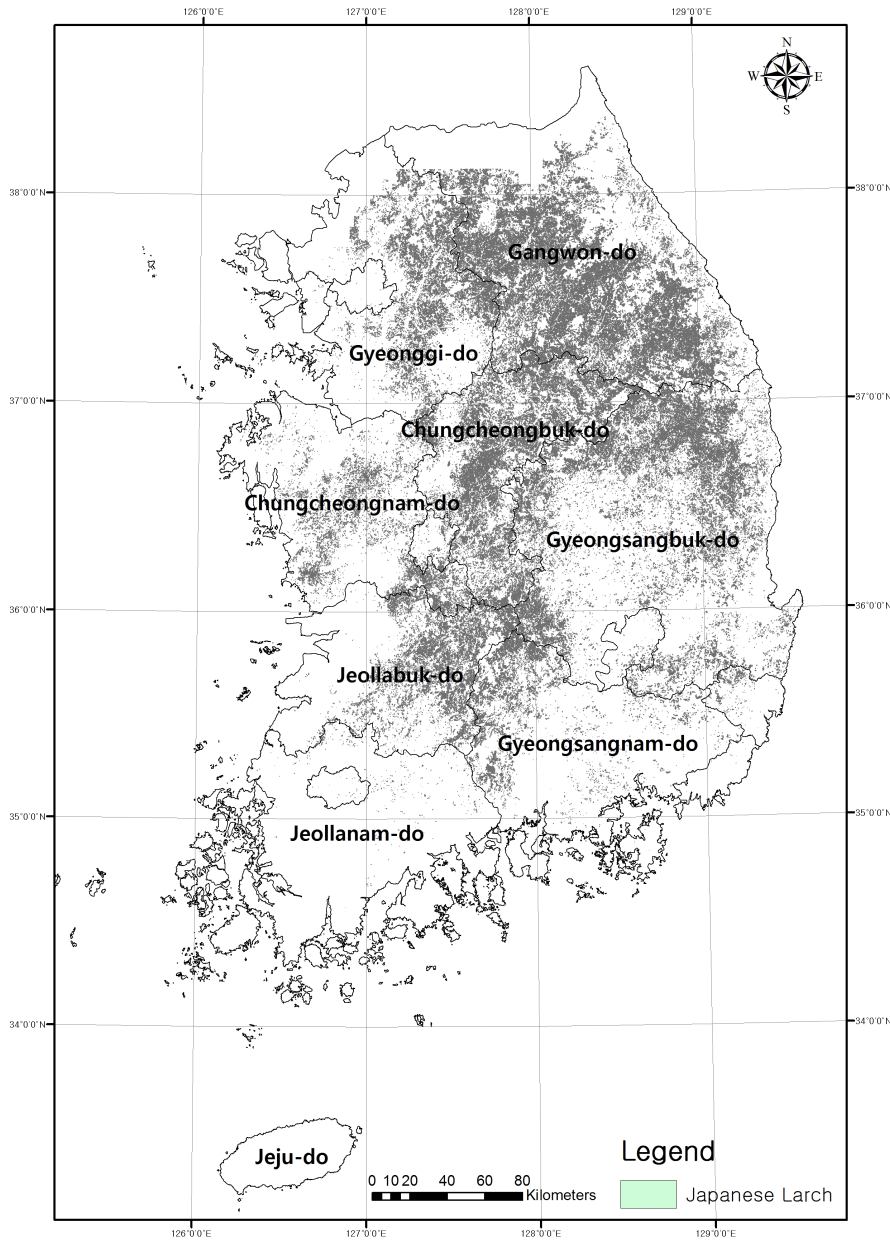 126°0'0"E 127°0'0"E 128°0'0"E 129°0'0"E
N
W E
S
38°0'0"N 38°0'0"N
Gangwon-do
Gyeonggi-do
37°0'0"N 37°0'0"N
Chungcheongbuk-do
Chungcheongnam-do
Gyeongsangbuk-do
36°0'0"N 36°0'0"N
Jeollabuk-do
Gyeongsangnam-do
35°0'0"N 35°0'0"N
Jeollanam-do
34°0'0"N 34°0'0"N
Jeju-do
Legend
Japanese Larch
0 10 20 40 60 80
Kilometers
126°0'0"E 127°0'0"E 128°0'0"E 129°0'0"E